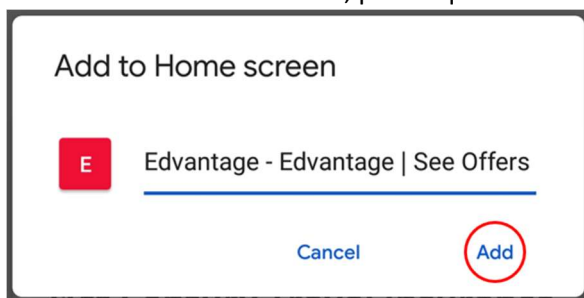 Add to Home screen
E
Edvantage - Edvantage | See Offers
Cancel
Add